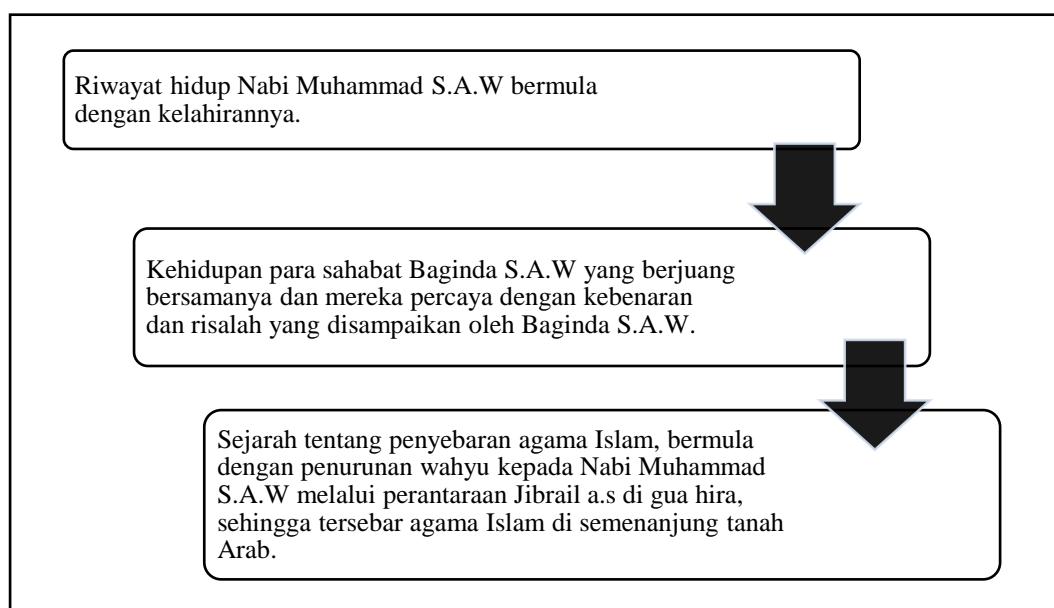 Riwayat hidup Nabi Muhammad S.A.W bermula
dengan kelahirannya.
Kehidupan para sahabat Baginda S.A.W yang berjuang
bersamanya dan mereka percaya dengan kebenaran
dan risalah yang disampaikan oleh Baginda S.A.W.
Sejarah tentang penyebaran agama Islam, bermula
dengan penurunan wahyu kepada Nabi Muhammad
S.A.W melalui perantaraan Jibrail a.s di gua hira,
sehingga tersebar agama Islam di semenanjung tanah
Arab.